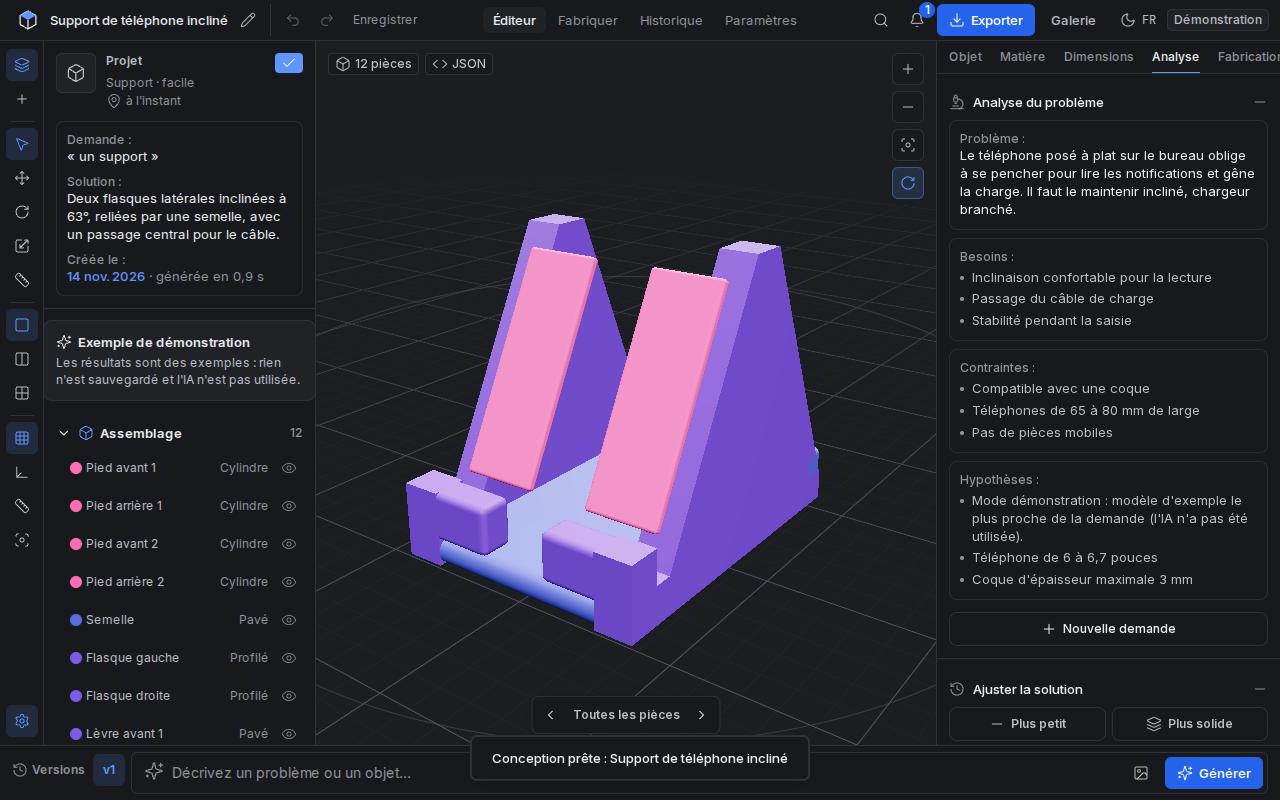 Support de téléphone incliné
Enregistrer
Éditeur
Fabriquer
Historique
Paramètres
1
Exporter
Galerie
FR
Démonstration
Projet
Support · facile
à l'instant
Demande :
« un support »
Solution :
Deux flasques latérales inclinées à
63°, reliées par une semelle, avec
un passage central pour le câble.
Créée le :
14 nov. 2026 · générée en 0,9 s
Exemple de démonstration
Les résultats sont des exemples : rien
n'est sauvegardé et l'IA n'est pas utilisée.
Assemblage 12
Pied avant 1 Cylindre
Pied arrière 1 Cylindre
Pied avant 2 Cylindre
Pied arrière 2 Cylindre
Semelle Pavé
Flasque gauche Profilé
Flasque droite Profilé
Lèvre avant 1 Pavé
12 pièces
JSON
Toutes les pièces
Objet
Matière
Dimensions
Analyse
Fabrication
Analyse du problème
Problème :
Le téléphone posé à plat sur le bureau oblige
à se pencher pour lire les notifications et gêne
la charge. Il faut le maintenir incliné, chargeur
branché.
Besoins :
• Inclinaison confortable pour la lecture
• Passage du câble de charge
• Stabilité pendant la saisie
Contraintes :
• Compatible avec une coque
• Téléphones de 65 à 80 mm de large
• Pas de pièces mobiles
Hypothèses :
• Mode démonstration : modèle d'exemple le
plus proche de la demande (l'IA n'a pas été
utilisée).
• Téléphone de 6 à 6,7 pouces
• Coque d'épaisseur maximale 3 mm
Nouvelle demande
Ajuster la solution
Plus petit
Plus solide
Versions
v1
Décrivez un problème ou un objet...
Conception prête : Support de téléphone incliné
Générer